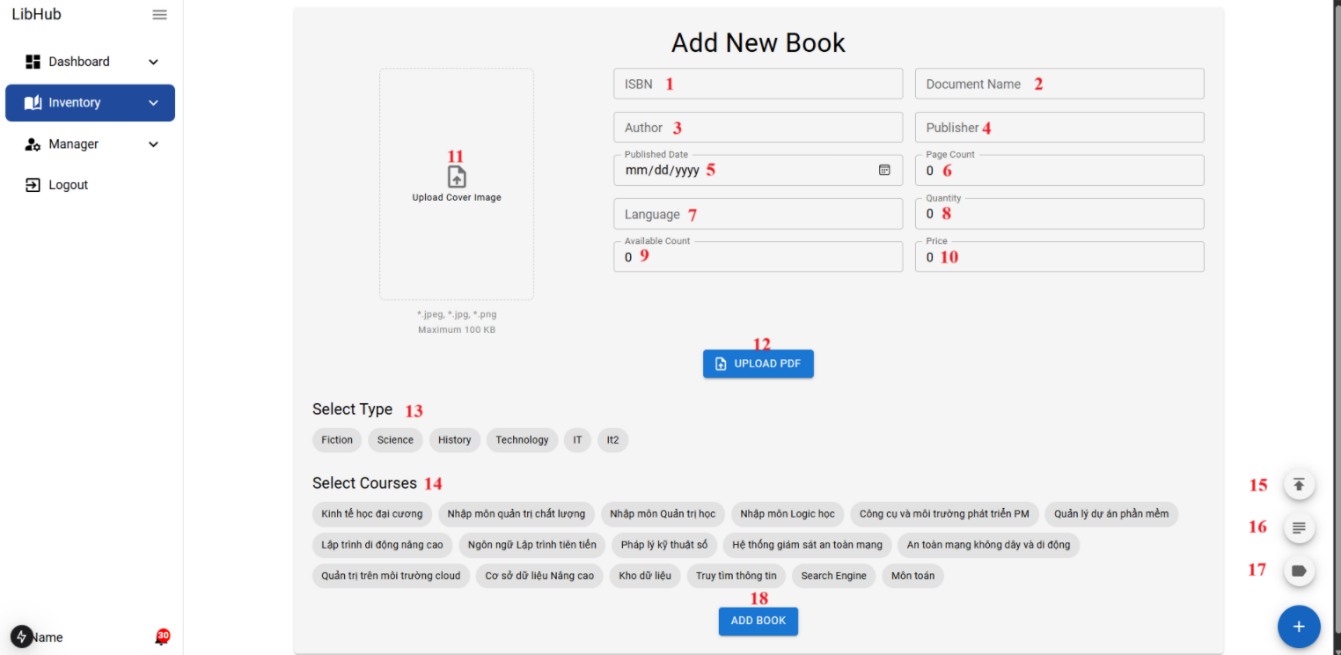 LibHub
Dashboard
Inventory
Manager
Logout
Name
30
Add New Book
ISBN 1
Document Name 2
Author 3
Publisher 4
Published Date
mm/dd/yyyy 5
Page Count
0 6
Language 7
Quantity
0 8
Available Count
0 9
Price
0 10
11
Upload Cover Image
*.jpeg, *.jpg, *.png
Maximum 100 KB
12
UPLOAD PDF
Select Type 13
Fiction Science History Technology IT It2
Select Courses 14
Kinh tế học đại cương Nhập môn quản trị chất lượng Nhập môn Quản trị học Nhập môn Logic học Công cụ và môi trường phát triển PM Quản lý dự án phần mềm
Lập trình di động nâng cao Ngôn ngữ Lập trình tiên tiến Pháp lý kỹ thuật số Hệ thống giám sát an toàn mạng An toàn mạng không dây và di động
Quản trị trên môi trường cloud Cơ sở dữ liệu Nâng cao Kho dữ liệu Truy tìm thông tin Search Engine Môn toán
18
ADD BOOK
15
16
17